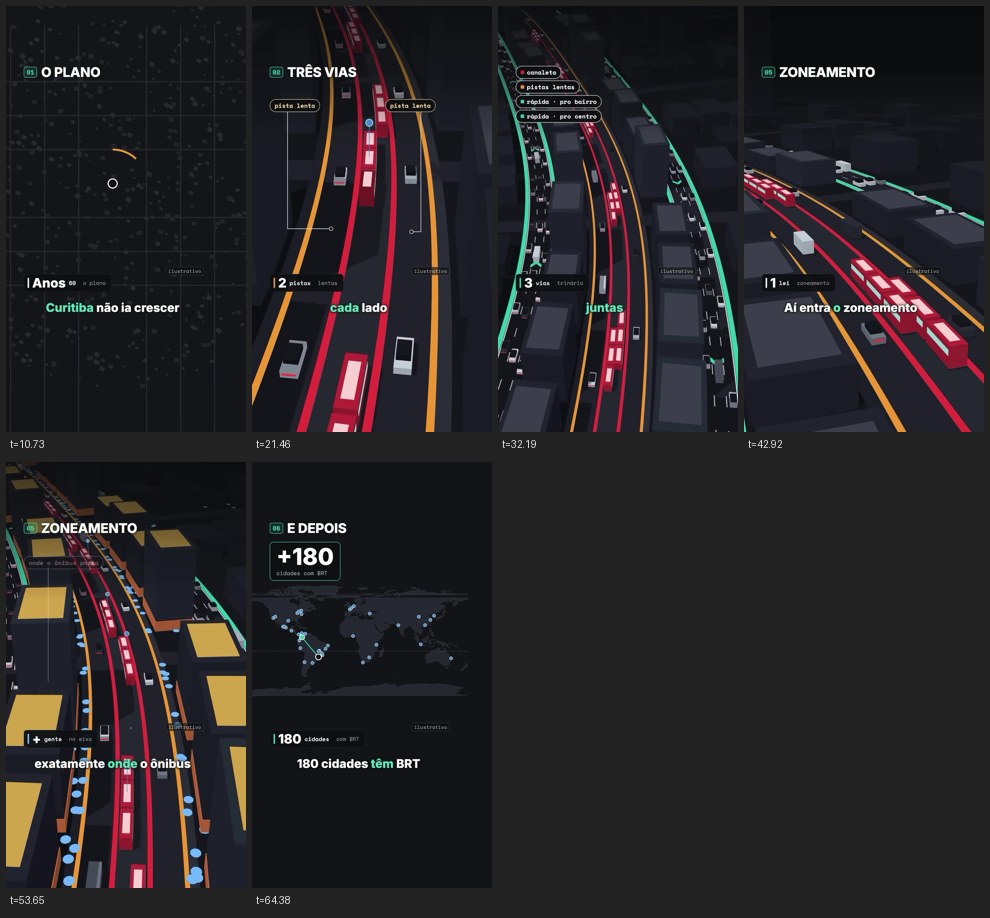 01 O PLANO
ilustrativo
Anos 60 o plano
Curitiba não ia crescer
t=10.73
02 TRÊS VIAS
pista lenta
pista lenta
ilustrativo
2 pistas lentas
cada lado
t=21.46
canaleta
pistas lentas
rápida · pro bairro
rápida · pro centro
ilustrativo
3 vias trinário
juntas
t=32.19
05 ZONEAMENTO
ilustrativo
1 lei zoneamento
Aí entra o zoneamento
t=42.92
05 ZONEAMENTO
onde o ônibus passa
ilustrativo
+ gente no eixo
exatamente onde o ônibus
t=53.65
06 E DEPOIS
+180
cidades com BRT
ilustrativo
180 cidades com BRT
180 cidades têm BRT
t=64.38